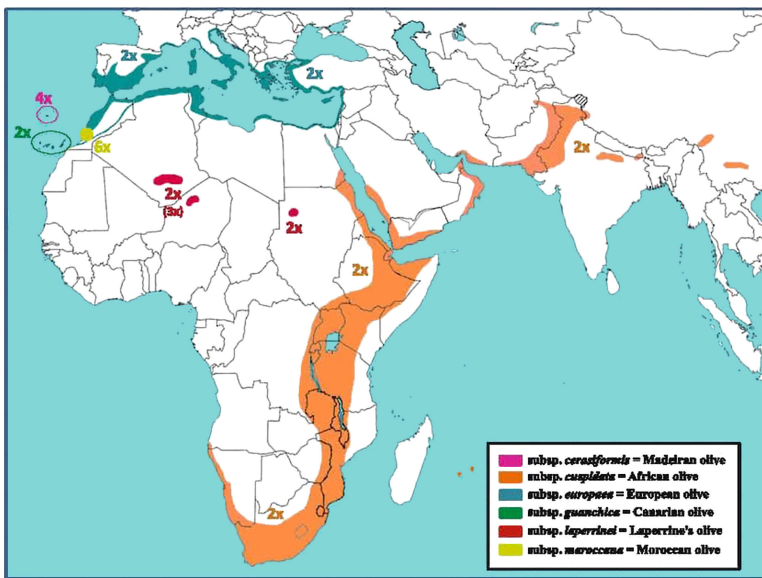 2x
2x
4x
2x
6x
2x
2x
(3x)
2x
2x
2x
subsp. cerasiformis = Madeiran olive
subsp. cuspidata = African olive
subsp. europaea = European olive
subsp. guanchica = Canarian olive
subsp. laperrinei = Laperrine's olive
subsp. maroccana = Moroccan olive